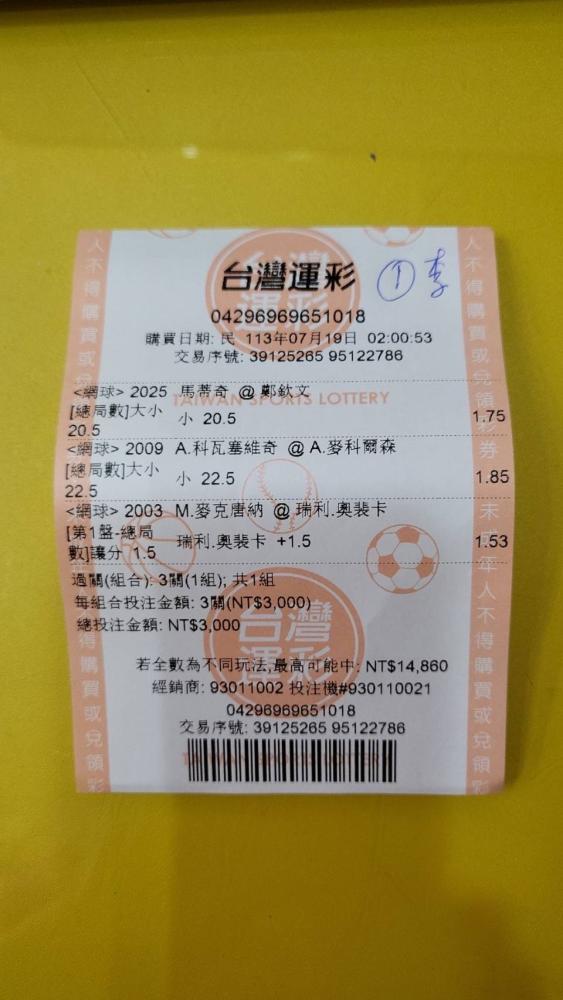 台灣運彩
① 李
04296969651018
購買日期: 民 113年07月19日 02:00:53
交易序號: 39125265 95122786
TAIWAN SPORTS LOTTERY
<網球> 2025 馬蒂奇 @ 鄭欽文
[總局數]大小 20.5
小 20.5
1.75
<網球> 2009 A.科瓦塞維奇 @ A.麥科爾森
[總局數]大小 22.5
小 22.5
1.85
<網球> 2003 M.麥克唐納 @ 瑞利.奧裴卡
[第1盤-總局
數]讓分 1.5
瑞利.奧裴卡 +1.5
1.53
過關(組合): 3關(1組); 共1組
每組合投注金額: 3關(NT$3,000)
總投注金額: NT$3,000
若全數為不同玩法,最高可能中: NT$14,860
經銷商: 93011002 投注機#930110021
04296969651018
交易序號: 39125265 95122786
人不得購買或
年人不得購買或兌領彩